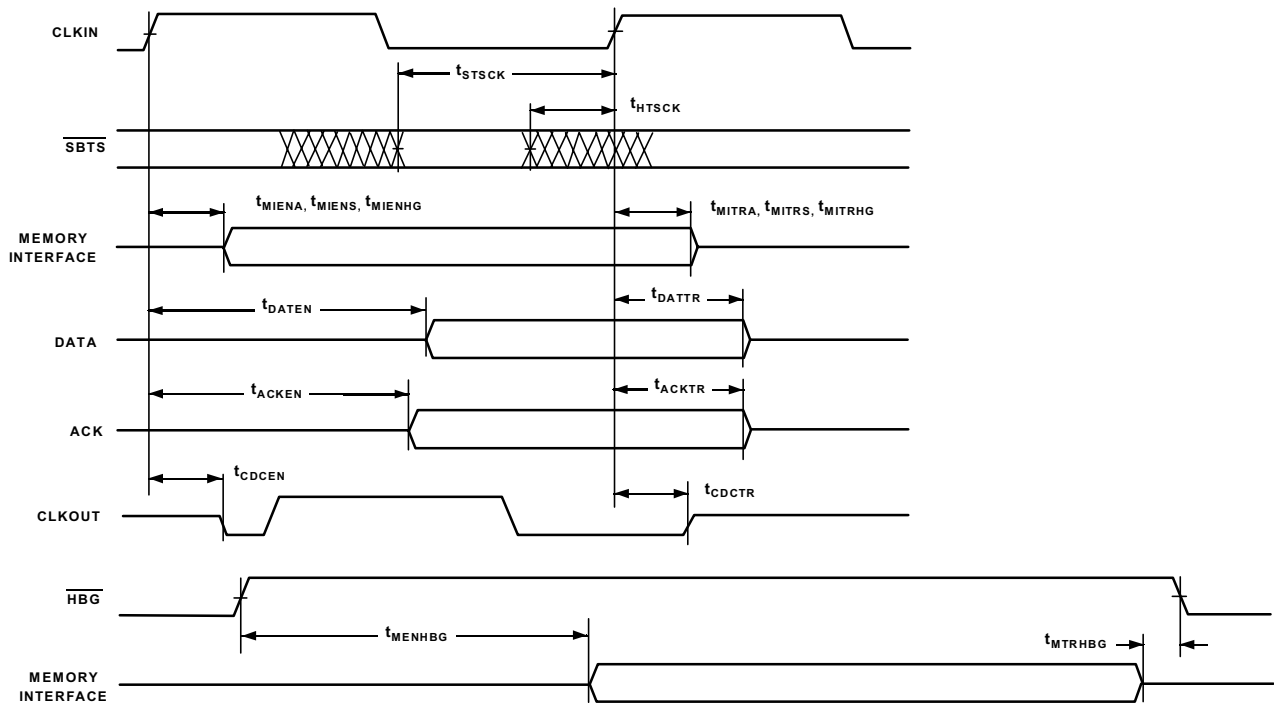 CLKIN
tSTSCK
tHTSCK
SBTS
tMIENA, tMIENS, tMIENHG
tMITRA, tMITRS, tMITRHG
MEMORY
INTERFACE
tDATEN
tDATTR
DATA
tACKEN
tACKTR
ACK
tCDCEN
tCDCTR
CLKOUT
HBG
tMENHBG
tMTRHBG
MEMORY
INTERFACE